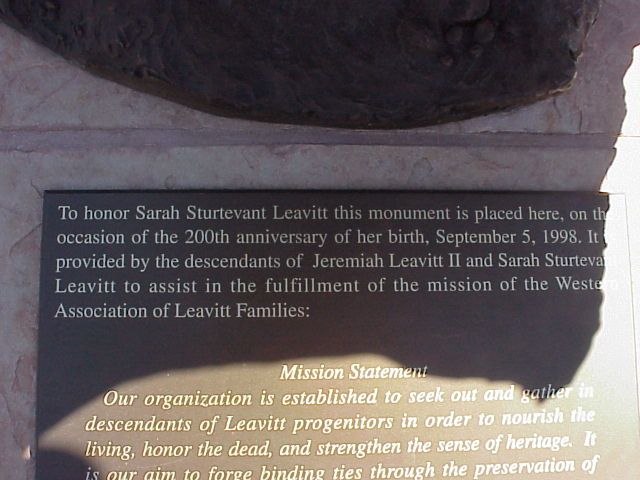 To honor Sarah Sturtevant Leavitt this monument is placed here, on the
occasion of the 200th anniversary of her birth, September 5, 1998. It
provided by the descendants of Jeremiah Leavitt II and Sarah Sturtevant
Leavitt to assist in the fulfillment of the mission of the Western
Association of Leavitt Families:
Mission Statement
Our organization is established to seek out and gather in
descendants of Leavitt progenitors in order to nourish the
living, honor the dead, and strengthen the sense of heritage. It
is our aim to forge binding ties through the preservation of